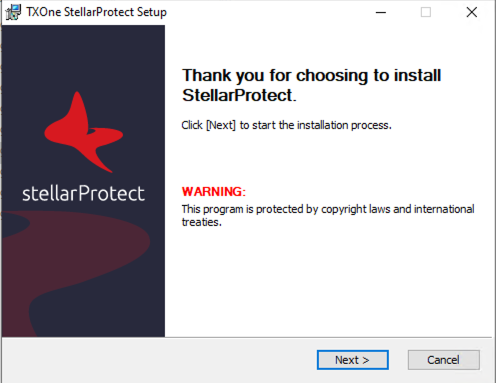 TXOne StellarProtect Setup
Thank you for choosing to install
StellarProtect.
Click [Next] to start the installation process.
stellarProtect
WARNING:
This program is protected by copyright laws and international
treaties.
Next >
Cancel